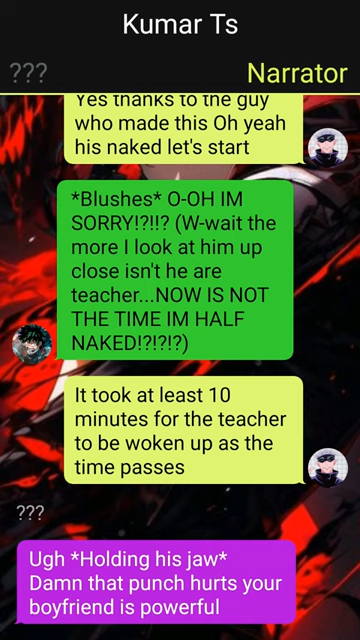 Kumar Ts
???
Narrator
Yes thanks to the guy
who made this Oh yeah
his naked let's start
*Blushes* O-OH IM
SORRY!?!!? (W-wait the
more I look at him up
close isn't he are
teacher...NOW IS NOT
THE TIME IM HALF
NAKED!?!?!?)
It took at least 10
minutes for the teacher
to be woken up as the
time passes
???
Ugh *Holding his jaw*
Damn that punch hurts your
boyfriend is powerful